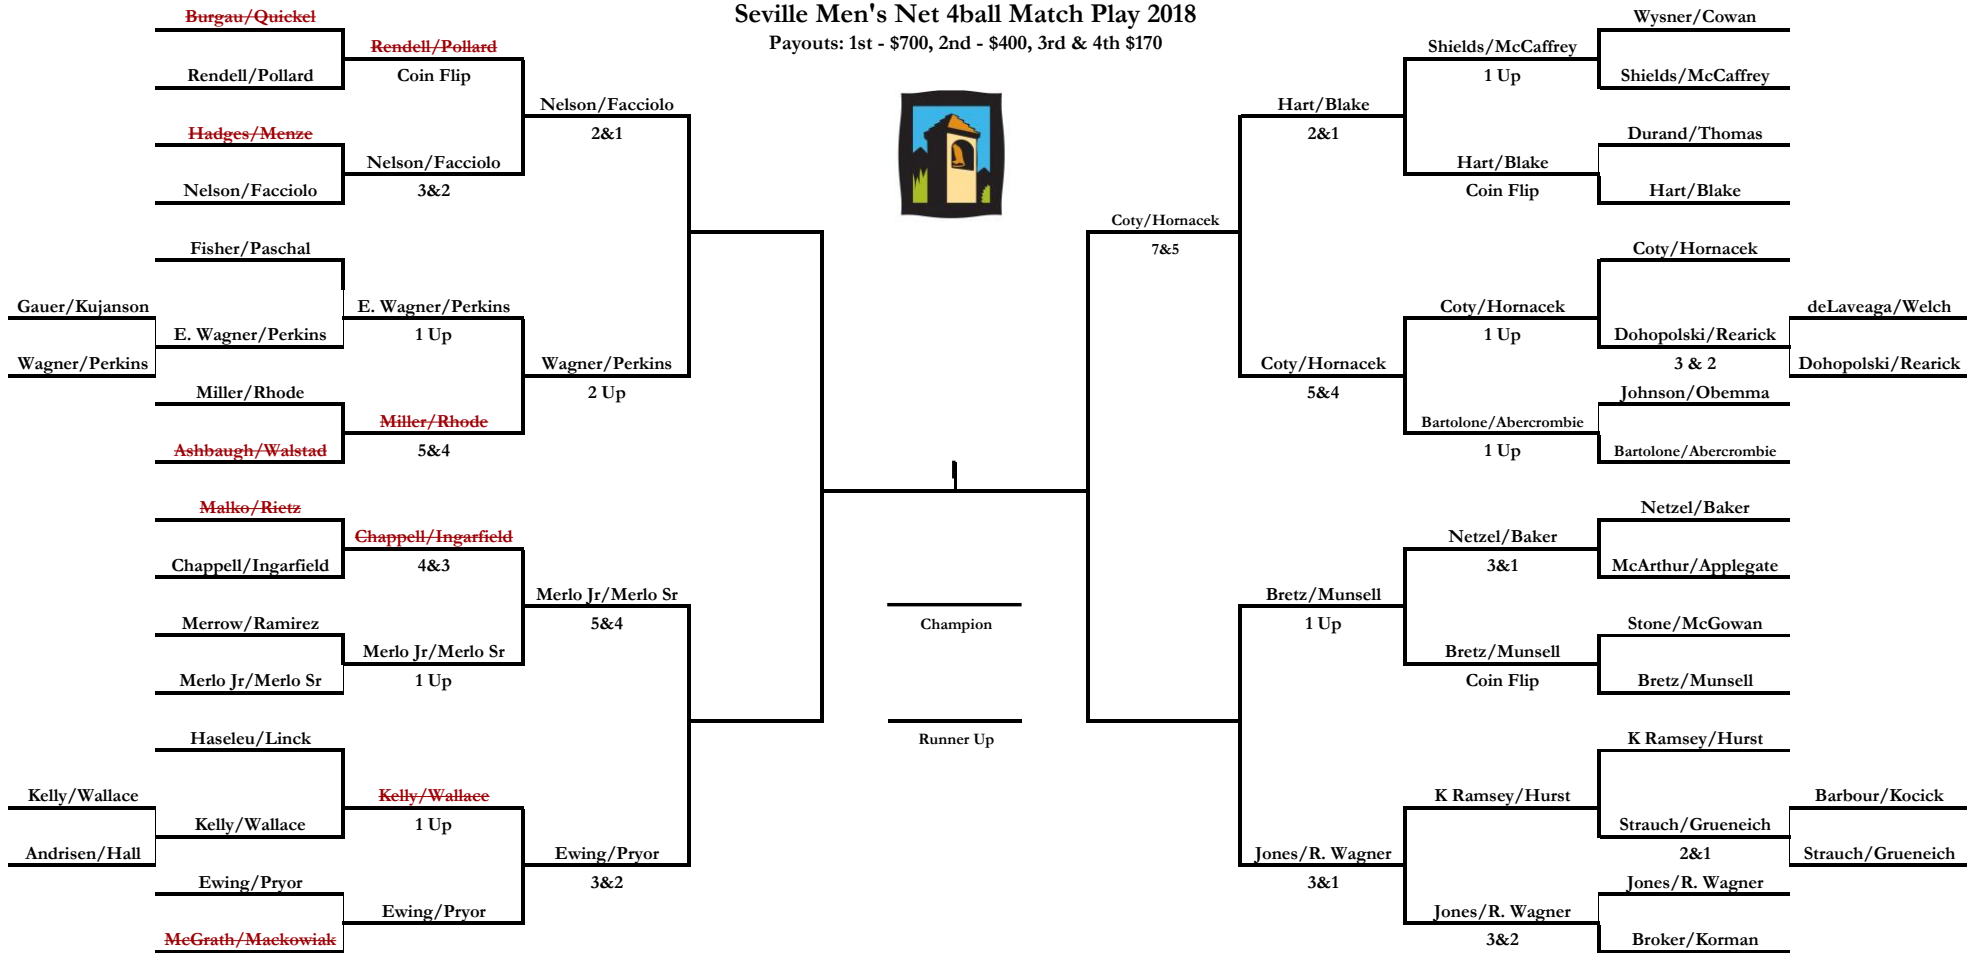 Seville Men's Net 4ball Match Play 2018
Payouts: 1st - $700, 2nd - $400, 3rd & 4th $170
Burgau/Quickel
Rendell/Pollard
Rendell/Pollard
Coin Flip
Hadges/Menze
Nelson/Facciolo
Nelson/Facciolo
3&2
Nelson/Facciolo
2&1
Fisher/Paschal
Gauer/Kujanson
Wagner/Perkins
E. Wagner/Perkins
E. Wagner/Perkins
1 Up
Miller/Rhode
Ashbaugh/Walstad
Miller/Rhode
5&4
Wagner/Perkins
2 Up
Malko/Rietz
Chappell/Ingarfield
Chappell/Ingarfield
4&3
Merrow/Ramirez
Merlo Jr/Merlo Sr
Merlo Jr/Merlo Sr
1 Up
Merlo Jr/Merlo Sr
5&4
Haseleu/Linck
Kelly/Wallace
Andrisen/Hall
Kelly/Wallace
Kelly/Wallace
1 Up
Ewing/Pryor
McGrath/Mackowiak
Ewing/Pryor
Ewing/Pryor
3&2
Champion
Runner Up
Wysner/Cowan
Shields/McCaffrey
Shields/McCaffrey
1 Up
Durand/Thomas
Hart/Blake
Hart/Blake
Coin Flip
Hart/Blake
2&1
Coty/Hornacek
7&5
Coty/Hornacek
deLaveaga/Welch
Dohopolski/Rearick
Dohopolski/Rearick
3 & 2
Coty/Hornacek
1 Up
Johnson/Obemma
Bartolone/Abercrombie
Bartolone/Abercrombie
1 Up
Coty/Hornacek
5&4
Netzel/Baker
McArthur/Applegate
Netzel/Baker
3&1
Stone/McGowan
Bretz/Munsell
Bretz/Munsell
Coin Flip
Bretz/Munsell
1 Up
K Ramsey/Hurst
Barbour/Kocick
Strauch/Grueneich
Strauch/Grueneich
2&1
K Ramsey/Hurst
Jones/R. Wagner
Broker/Korman
Jones/R. Wagner
3&2
Jones/R. Wagner
3&1